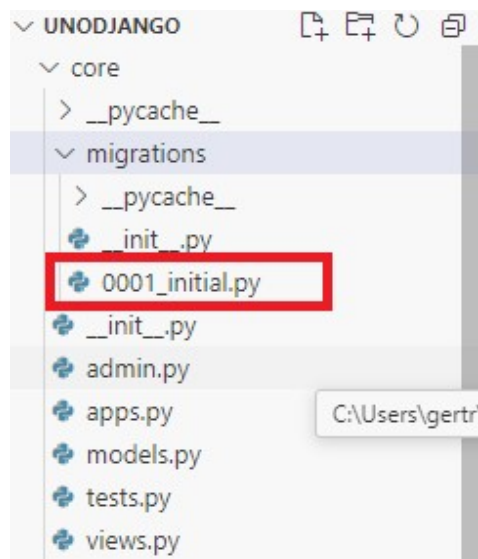 UNODJANGO
core
__pycache__
migrations
__pycache__
__init__.py
0001_initial.py
__init__.py
admin.py
apps.py
C:\Users\gertr\
models.py
tests.py
views.py